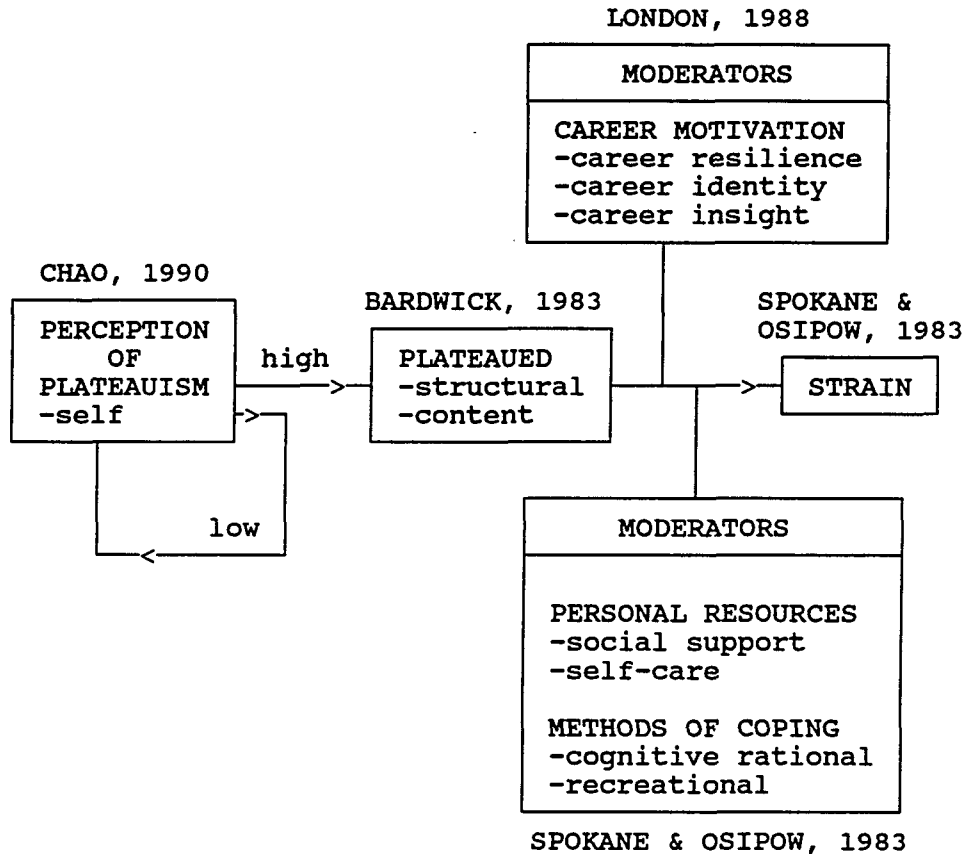 LONDON, 1988
MODERATORS
CAREER MOTIVATION
-career resilience
-career identity
-career insight
CHAO, 1990
PERCEPTION
OF
PLATEAUISM
-self
high
low
BARDWICK, 1983
PLATEAUED
-structural
-content
SPOKANE &
OSIPOW, 1983
STRAIN
MODERATORS
PERSONAL RESOURCES
-social support
-self-care
METHODS OF COPING
-cognitive rational
-recreational
SPOKANE & OSIPOW, 1983